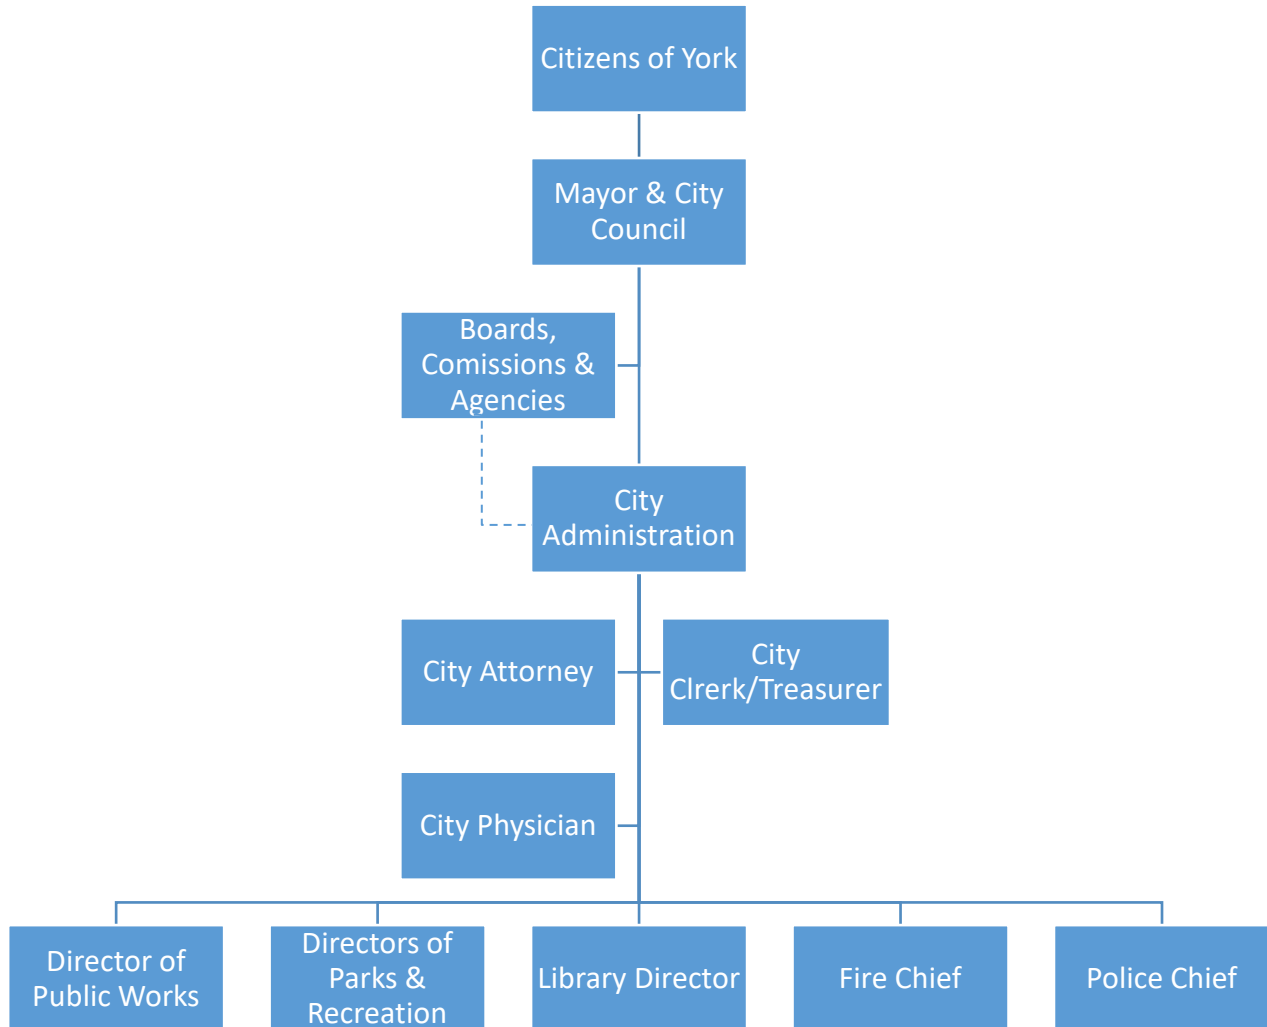 Citizens of York
Mayor & City
Council
Boards,
Comissions &
Agencies
City
Administration
City Attorney
City
Clrerk/Treasurer
City Physician
Director of
Public Works
Directors of
Parks &
Recreation
Library Director
Fire Chief
Police Chief